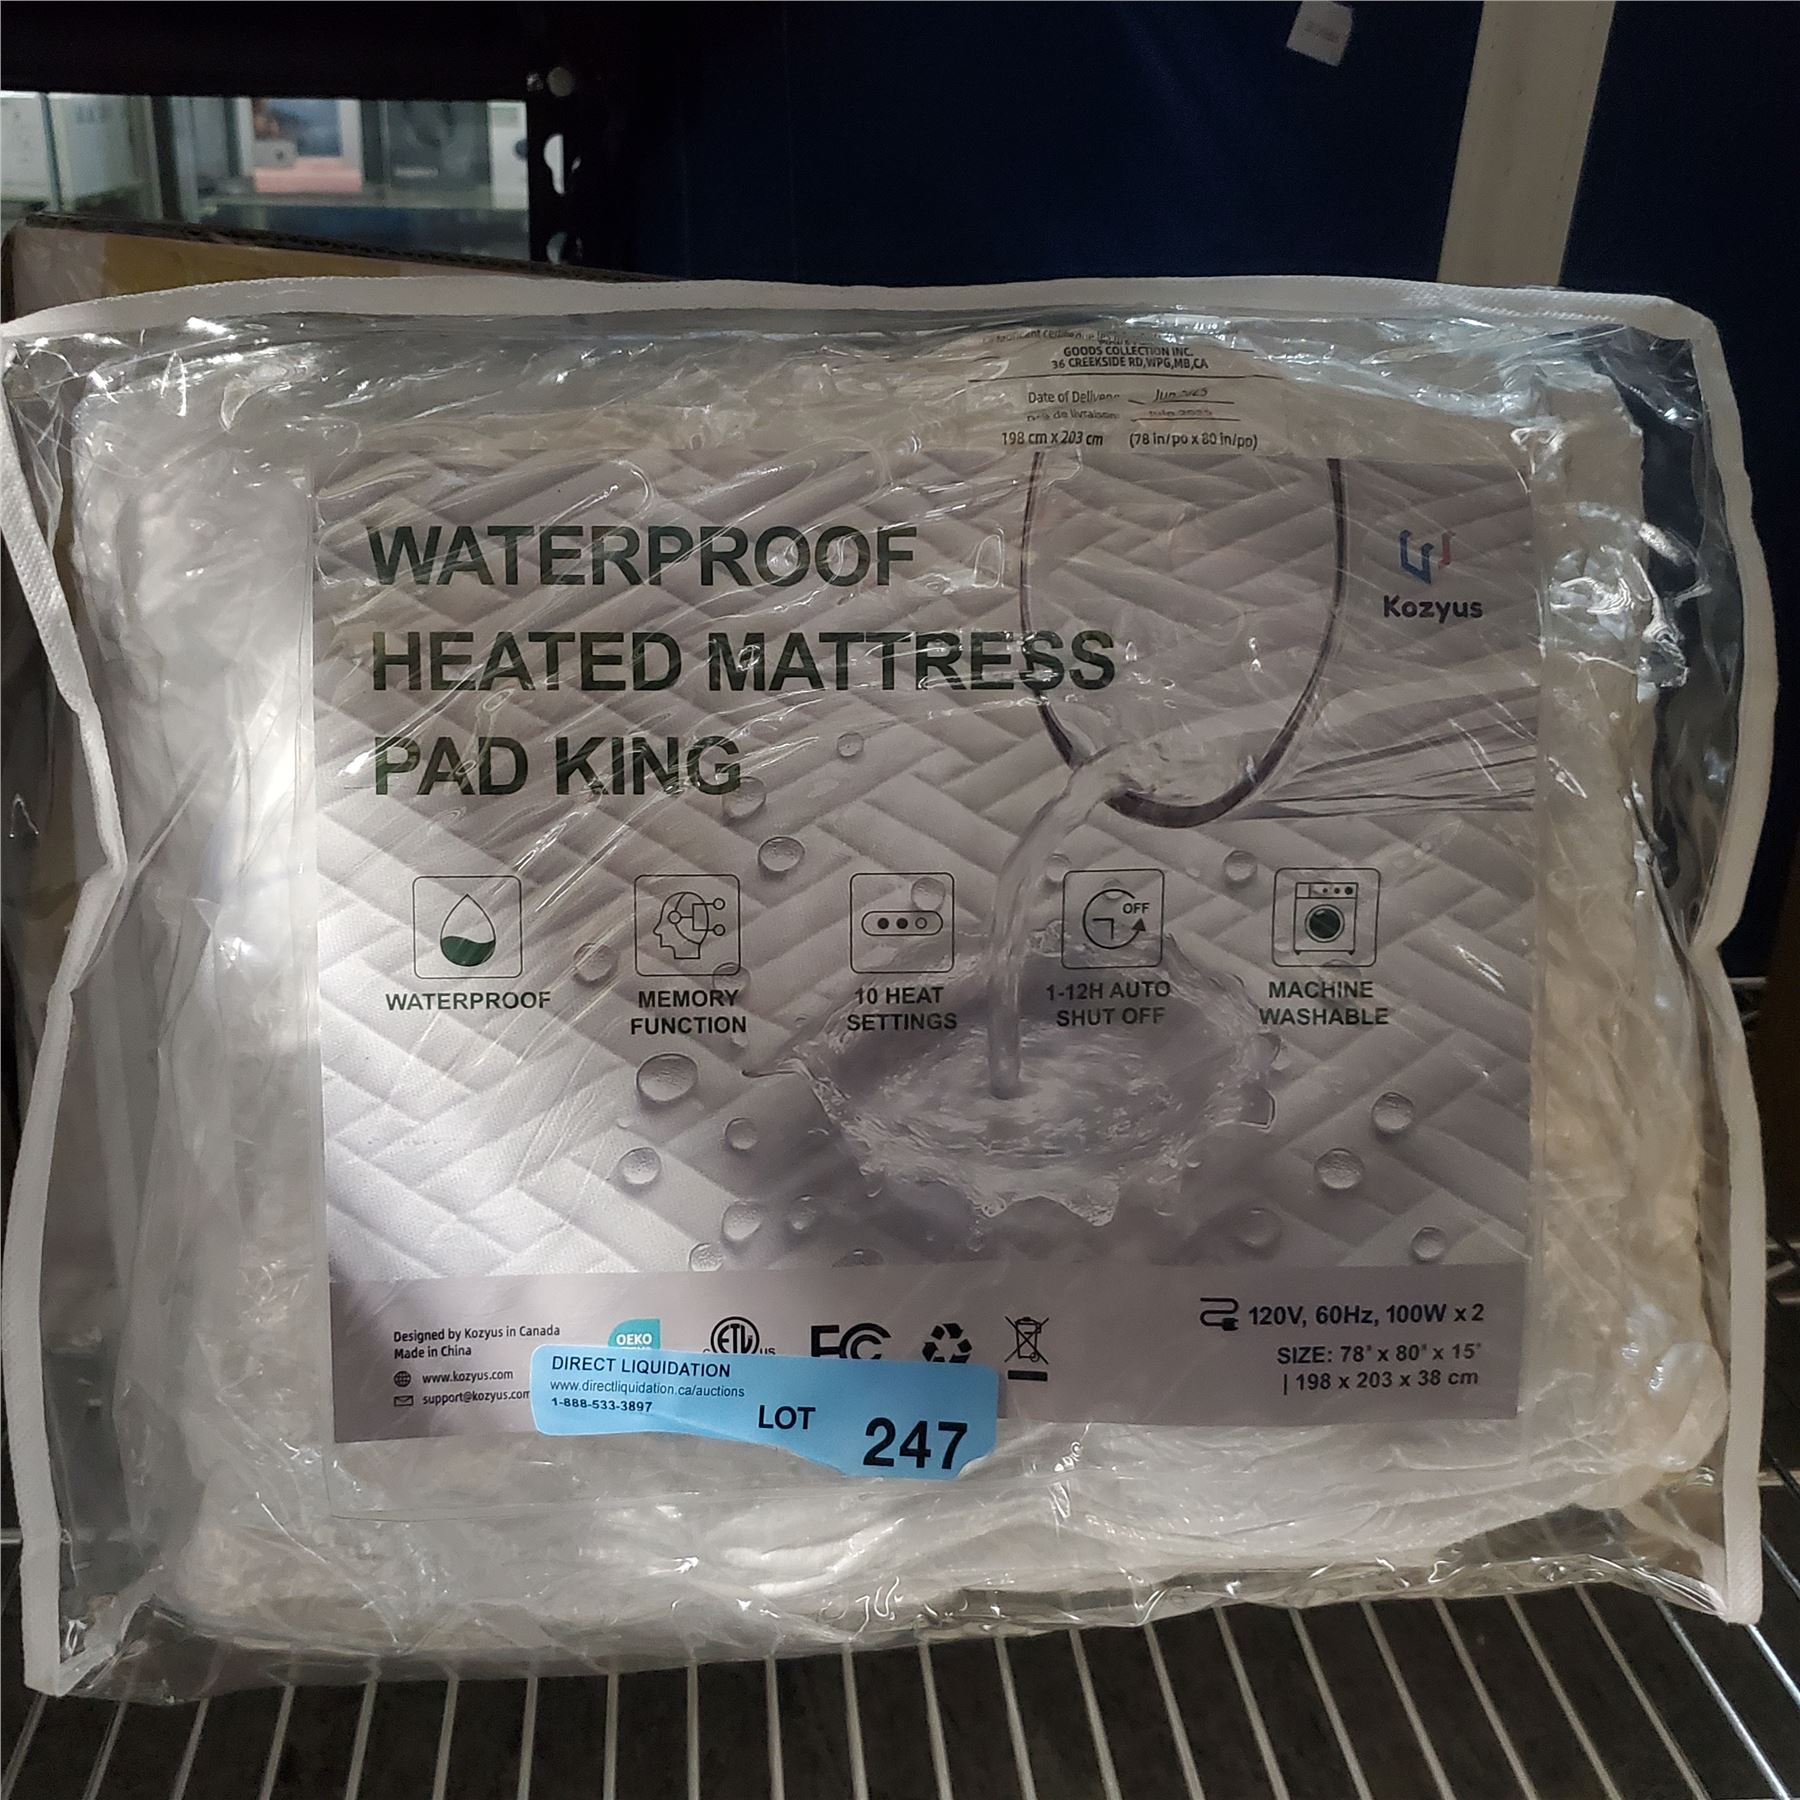 GOODS COLLECTION INC.
36 CREEKSIDE RD,WPG,MB,CA
Date of Delivery
198 cm x 203 cm (78 in/po x 80 in/po)
WATERPROOF
HEATED MATTRESS
PAD KING
Kozyus
OFF
WATERPROOF
MEMORY
FUNCTION
10 HEAT
SETTINGS
1-12H AUTO
SHUT OFF
MACHINE
WASHABLE
Designed by Kozyus in Canada
Made in China
www.kozyus.com
support@kozyus.com
OEKO
ETL
C US
FC
120V, 60Hz, 100W x 2
SIZE: 78" x 80" x 15"
| 198 x 203 x 38 cm
DIRECT LIQUIDATION
www.directliquidation.ca/auctions
1-888-533-3897
LOT 247